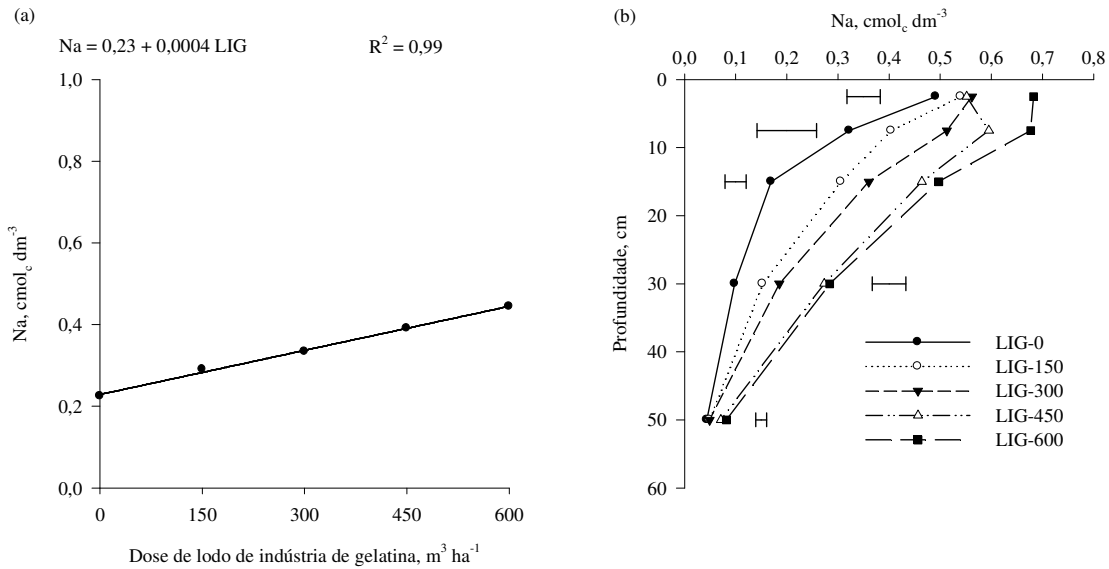 (a)
Na = 0,23 + 0,0004 LIG R² = 0,99
1,0
0,8
0,6
0,4
0,2
0,0
Na, cmol_c dm⁻³
0 150 300 450 600
Dose de lodo de indústria de gelatina, m³ ha⁻¹
(b)
Na, cmol_c dm⁻³
0,0 0,1 0,2 0,3 0,4 0,5 0,6 0,7 0,8
0
10
20
30
40
50
60
Profundidade, cm
LIG-0
LIG-150
LIG-300
LIG-450
LIG-600